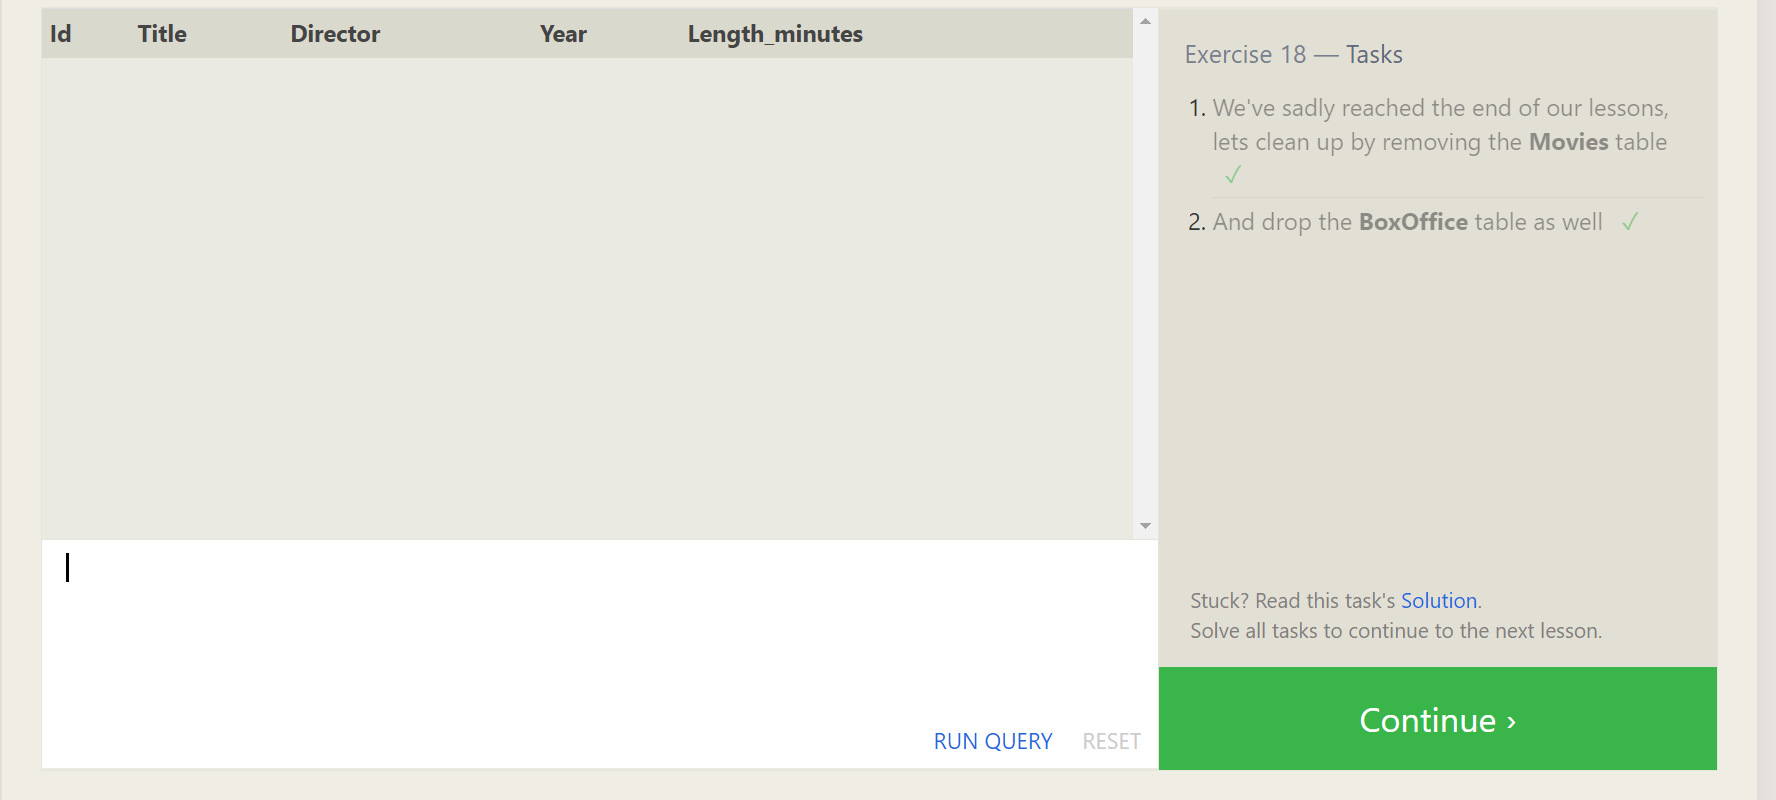 Id Title Director Year Length_minutes
Exercise 18 — Tasks
1. We've sadly reached the end of our lessons,
lets clean up by removing the Movies table
✓
2. And drop the BoxOffice table as well ✓
Stuck? Read this task's Solution.
Solve all tasks to continue to the next lesson.
RUN QUERY RESET
Continue ›